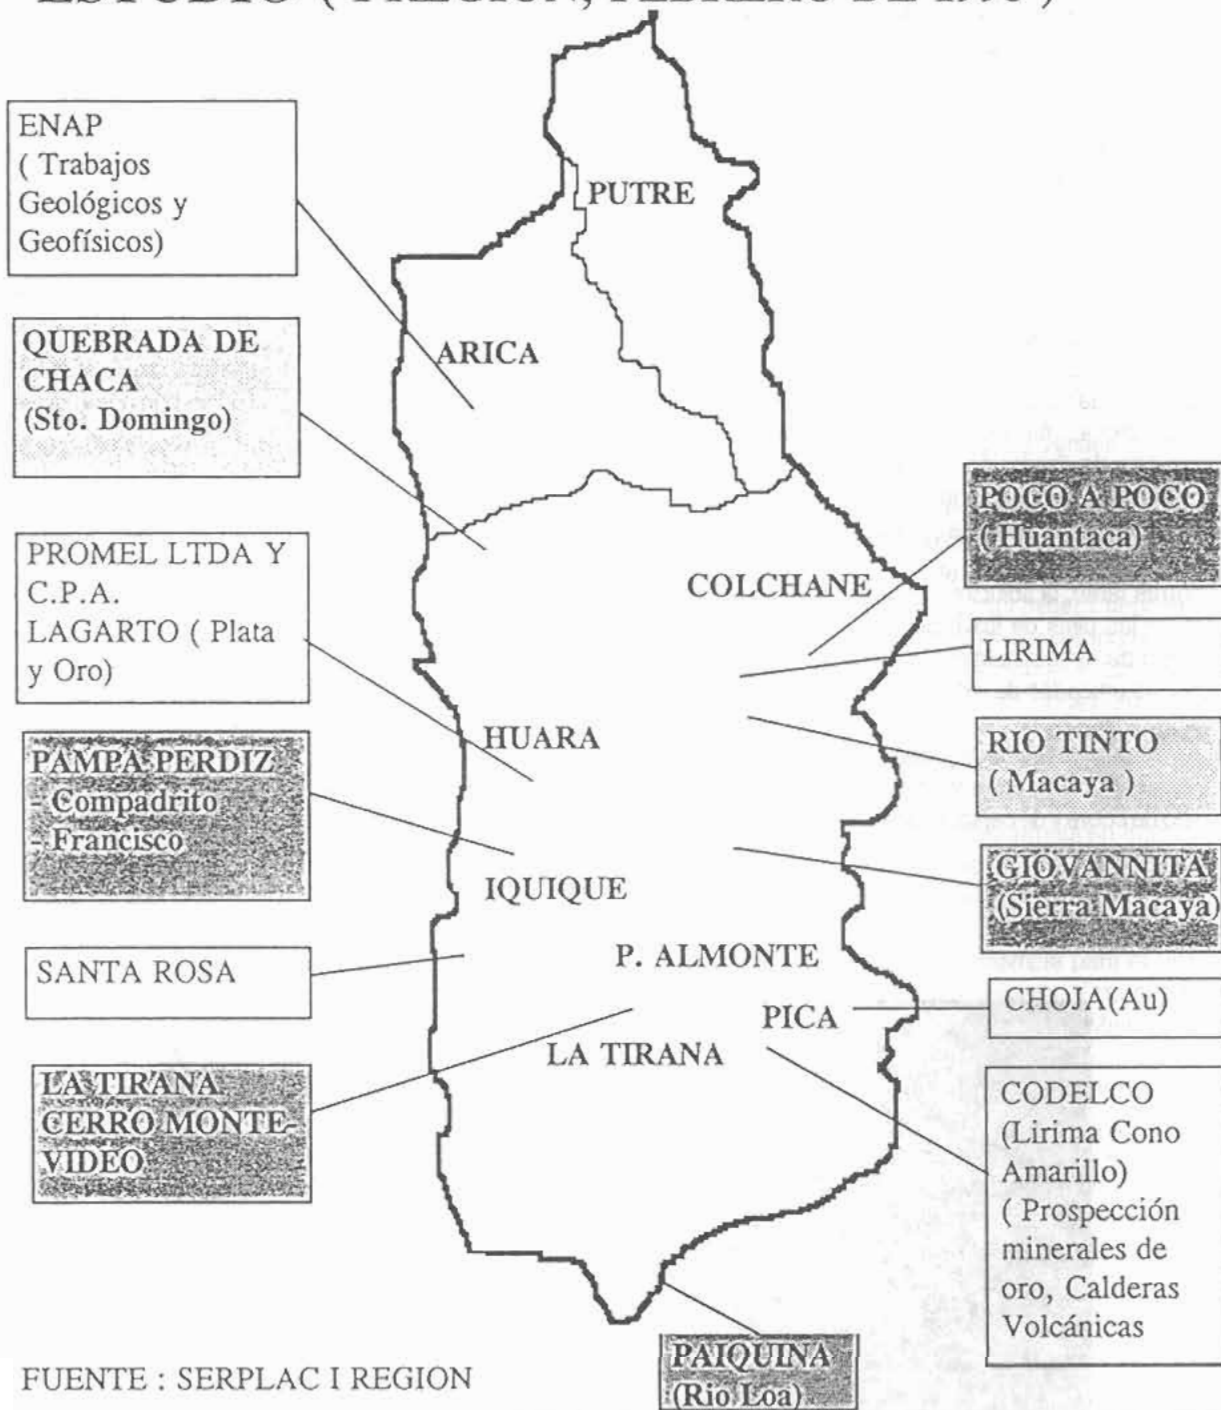 ENAP
( Trabajos
Geológicos y
Geofísicos)
QUEBRADA DE
CHACA
(Sto. Domingo)
PROMEL LTDA Y
C.P.A.
LAGARTO ( Plata
y Oro)
PAMPA PERDIZ
- Compadrito
- Francisco
SANTA ROSA
LA TIRANA
CERRO MONTE-
VIDEO
PUTRE
ARICA
COLCHANE
HUARA
IQUIQUE
P. ALMONTE
PICA
LA TIRANA
POCO A POCO
(Huantaca)
LIRIMA
RIO TINTO
( Macaya )
GIOVANNITA
(Sierra Macaya)
CHOJA(Au)
CODELCO
(Lirima Cono
Amarillo)
( Prospección
minerales de
oro, Calderas
Volcánicas
PAIQUINA
(Rio Loa)
FUENTE : SERPLAC I REGION